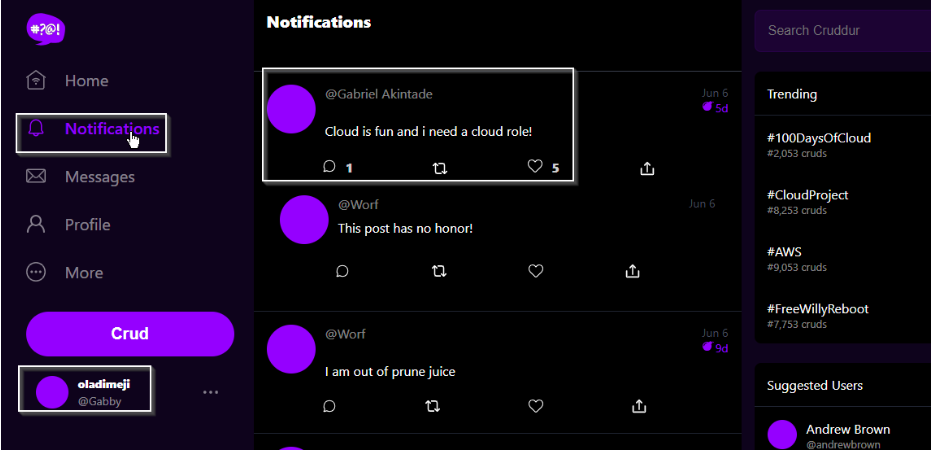 #?@!
Home
Notifications
Messages
Profile
More
Crud
oladimeji
@Gabby
Notifications
@Gabriel Akintade
Jun 6
5d
Cloud is fun and i need a cloud role!
1
5
@Worf
Jun 6
This post has no honor!
@Worf
Jun 6
9d
I am out of prune juice
Search Cruddur
Trending
#100DaysOfCloud
#2,053 cruds
#CloudProject
#8,253 cruds
#AWS
#9,053 cruds
#FreeWillyReboot
#7,753 cruds
Suggested Users
Andrew Brown
@andrewbrown